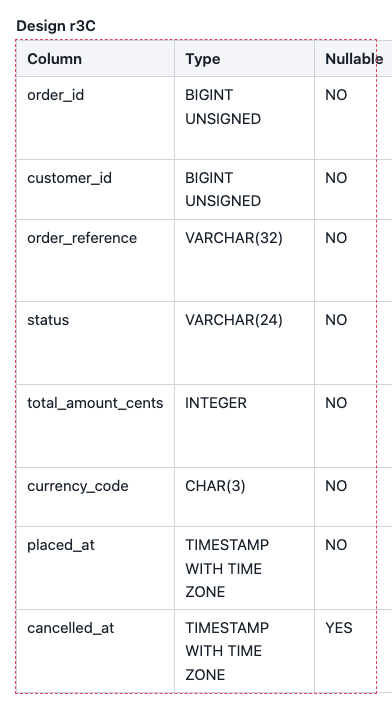 Design r3C
Column Type Nullable
order_id BIGINT NO
UNSIGNED
customer_id BIGINT NO
UNSIGNED
order_reference VARCHAR(32) NO
status VARCHAR(24) NO
total_amount_cents INTEGER NO
currency_code CHAR(3) NO
placed_at TIMESTAMP NO
WITH TIME
ZONE
cancelled_at TIMESTAMP YES
WITH TIME
ZONE